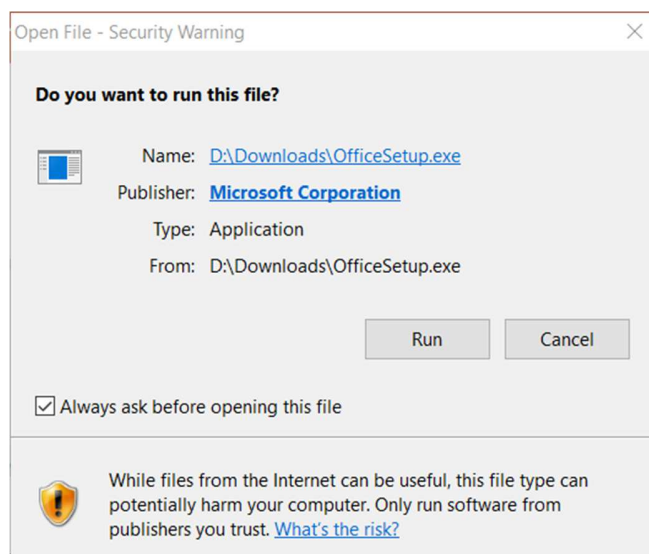 Open File - Security Warning
Do you want to run this file?
Name: D:\Downloads\OfficeSetup.exe
Publisher: Microsoft Corporation
Type: Application
From: D:\Downloads\OfficeSetup.exe
Run Cancel
Always ask before opening this file
While files from the Internet can be useful, this file type can
potentially harm your computer. Only run software from
publishers you trust. What's the risk?